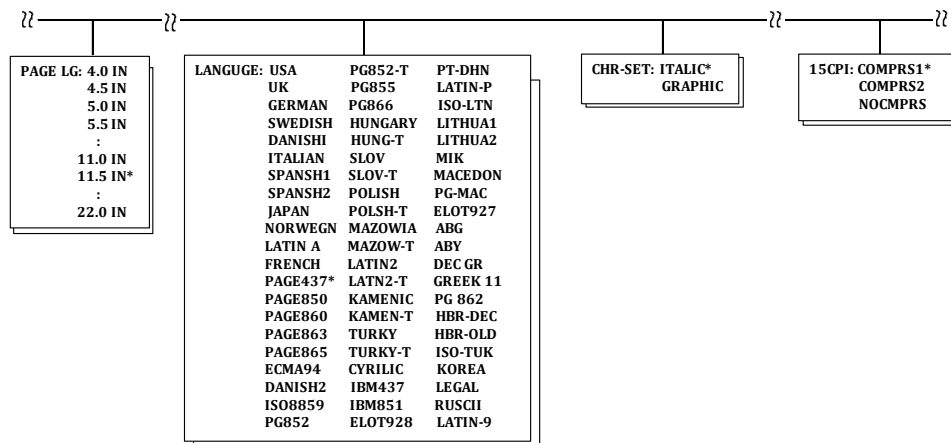 PAGE LG: 4.0 IN
4.5 IN
5.0 IN
5.5 IN
:
11.0 IN
11.5 IN*
:
22.0 IN
LANGUGE: USA PG852-T PT-DHN
UK PG855 LATIN-P
GERMAN PG866 ISO-LTN
SWEDISH HUNGARY LITHUA1
DANISHI HUNG-T LITHUA2
ITALIAN SLOV MIK
SPANSH1 SLOV-T MACEDON
SPANSH2 POLISH PG-MAC
JAPAN POLSH-T ELOT927
NORWEGN MAZOWIA ABG
LATIN A MAZOW-T ABY
FRENCH LATIN2 DEC GR
PAGE437* LATN2-T GREEK 11
PAGE850 KAMENIC PG 862
PAGE860 KAMEN-T HBR-DEC
PAGE863 TURKY HBR-OLD
PAGE865 TURKY-T ISO-TUK
ECMA94 CYRILIC KOREA
DANISH2 IBM437 LEGAL
ISO8859 IBM851 RUSCII
PG852 ELOT928 LATIN-9
CHR-SET: ITALIC*
GRAPHIC
15CPI: COMPRS1*
COMPRS2
NOCMPRS